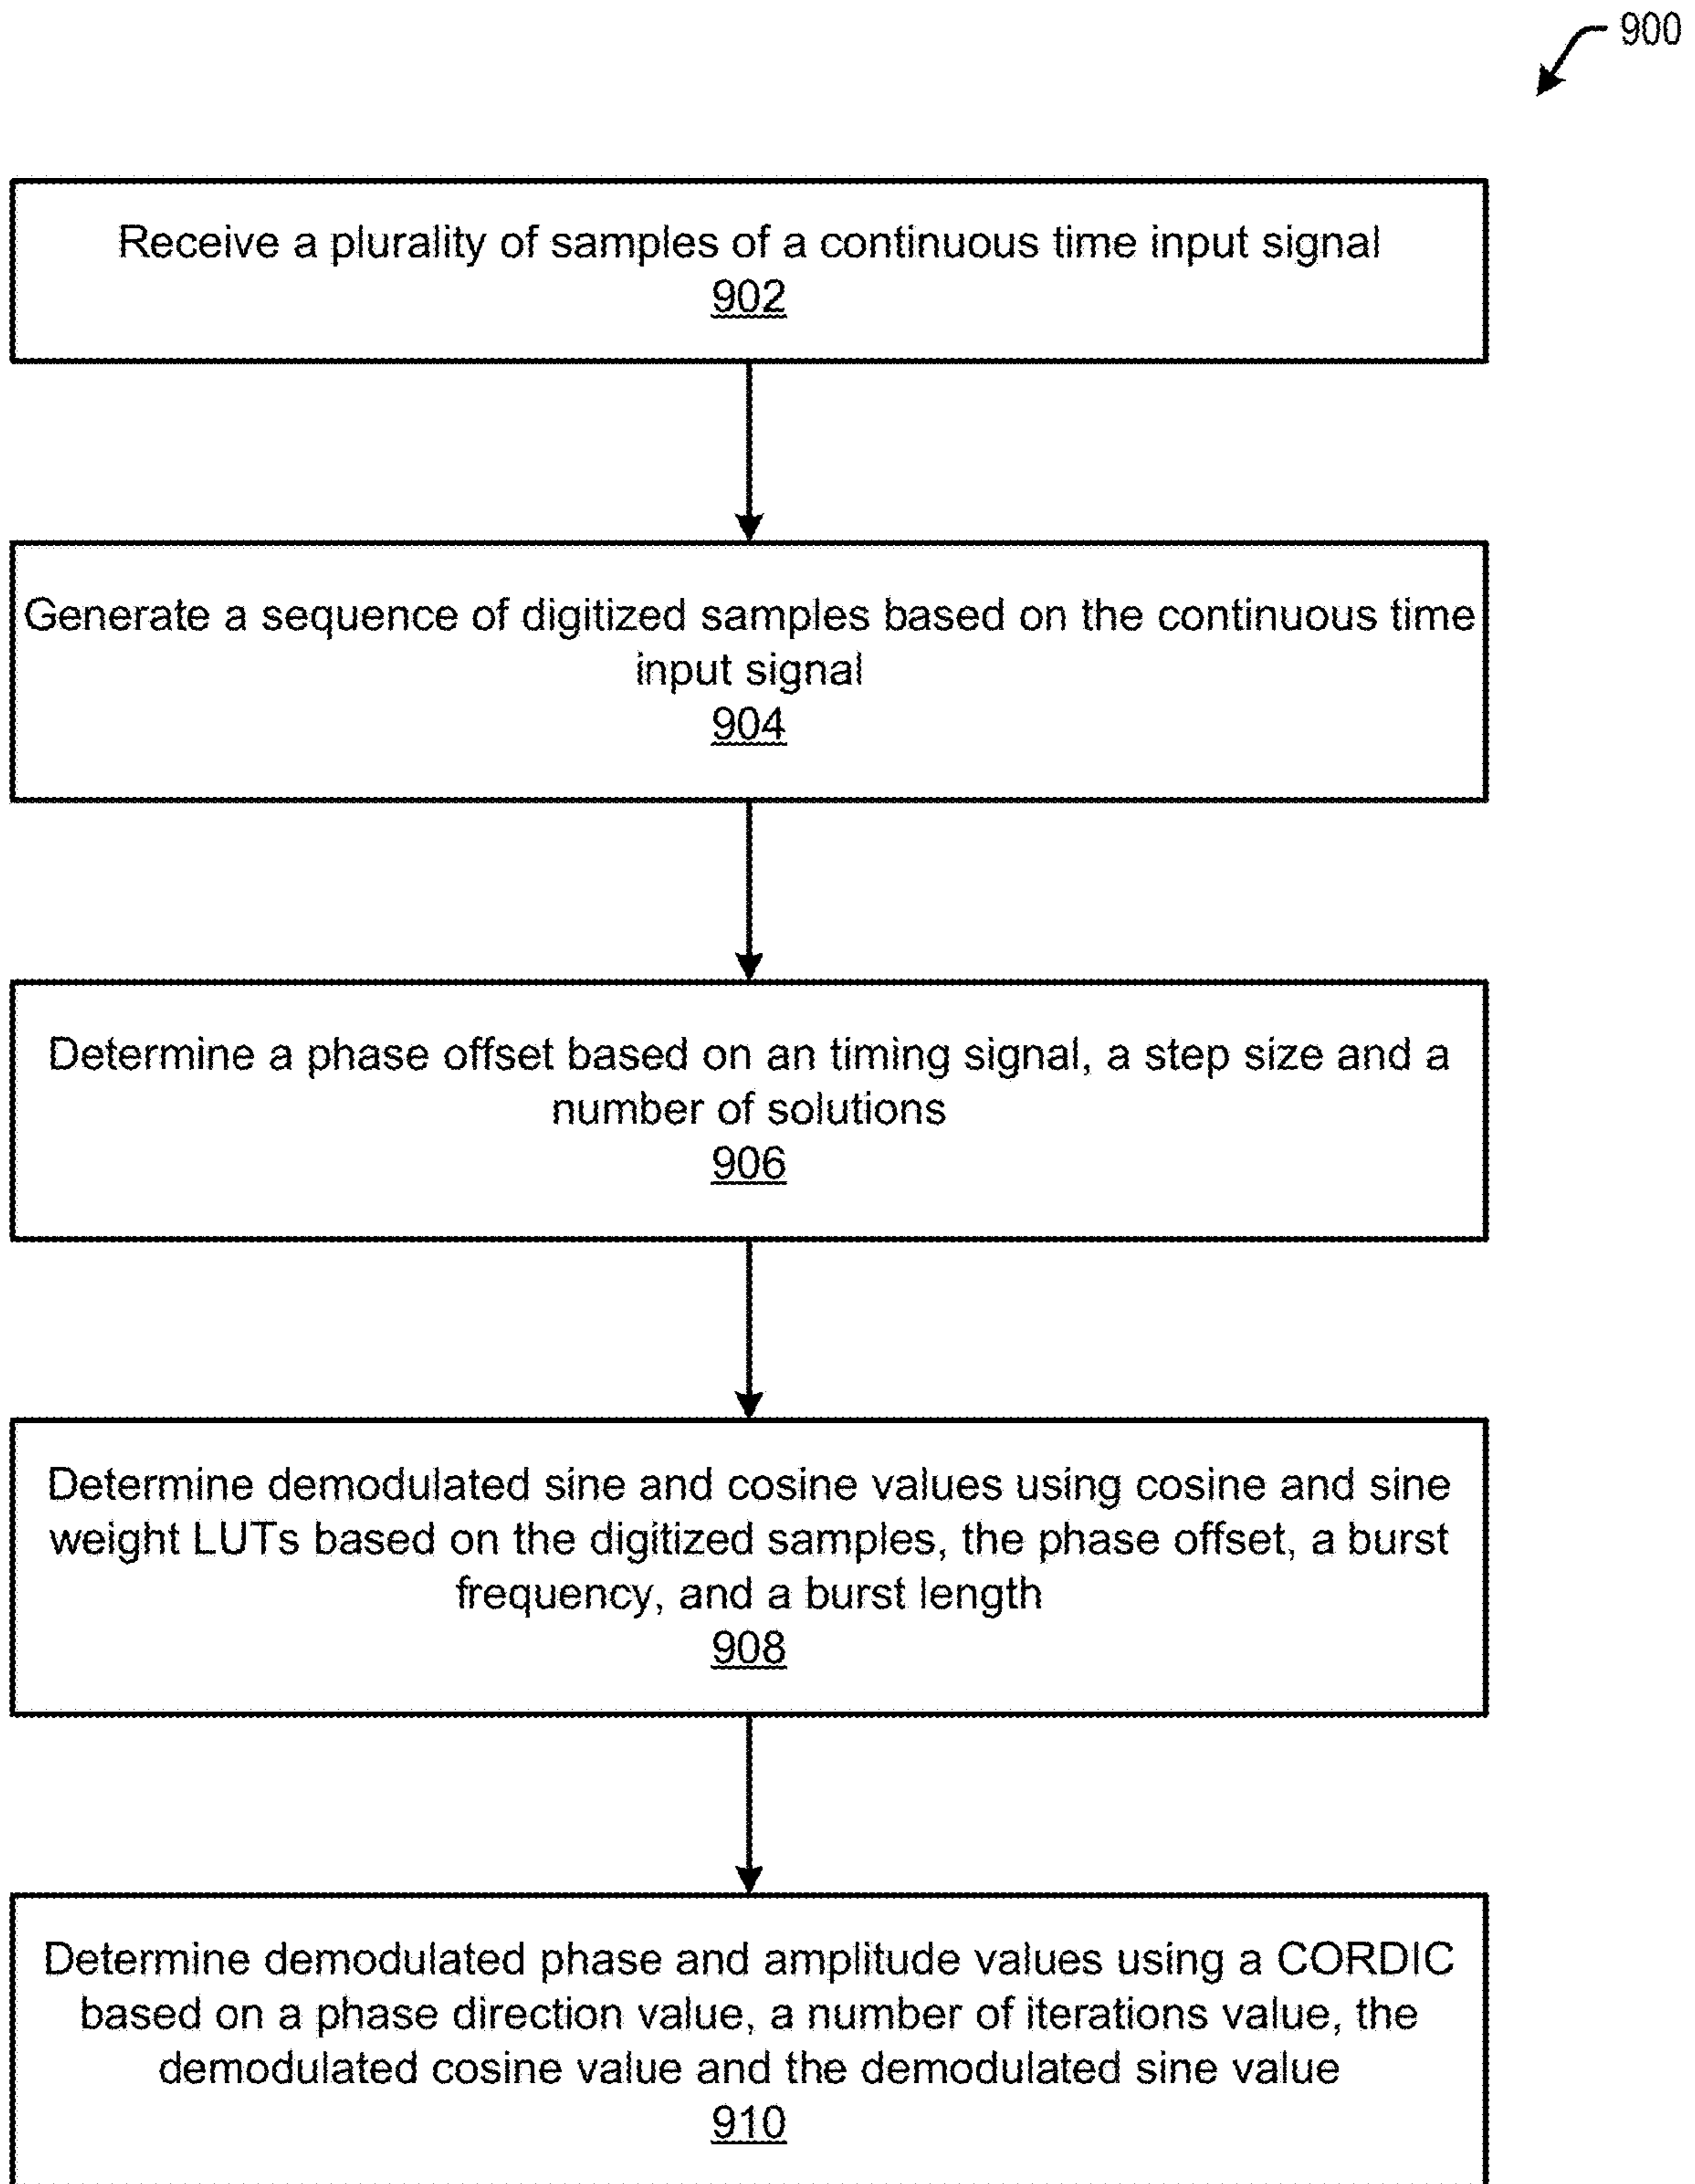 900
Receive a plurality of samples of a continuous time input signal
902
Generate a sequence of digitized samples based on the continuous time
input signal
904
Determine a phase offset based on an timing signal, a step size and a
number of solutions
906
Determine demodulated sine and cosine values using cosine and sine
weight LUTs based on the digitized samples, the phase offset, a burst
frequency, and a burst length
908
Determine demodulated phase and amplitude values using a CORDIC
based on a phase direction value, a number of iterations value, the
demodulated cosine value and the demodulated sine value
910